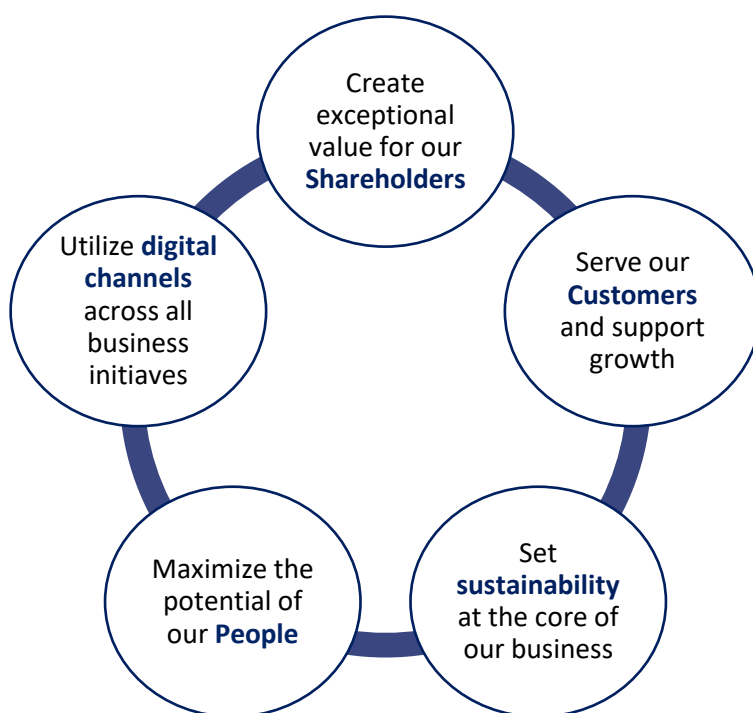 Create
exceptional
value for our
Shareholders
Serve our
Customers
and support
growth
Set
sustainability
at the core of
our business
Maximize the
potential of
our People
Utilize digital
channels
across all
business
initiaves